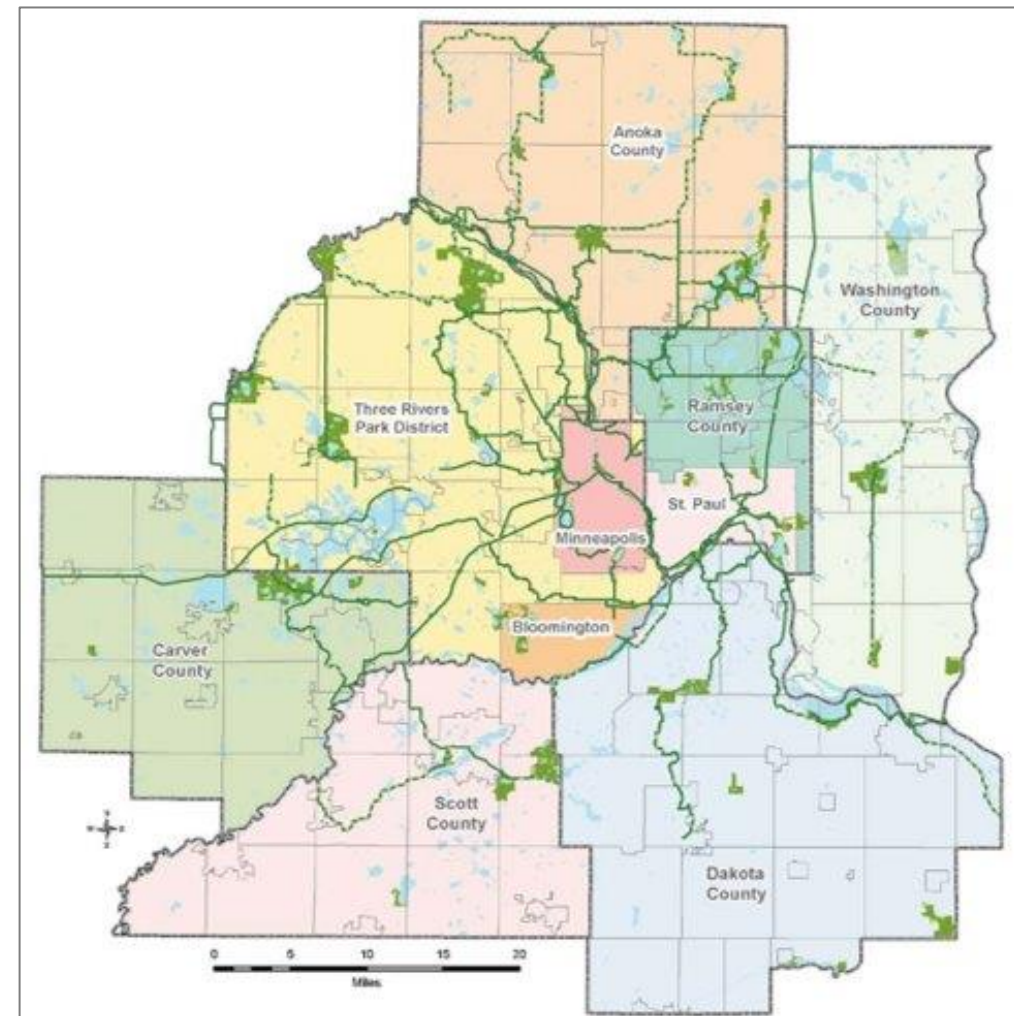 Anoka
County
Washington
County
Three Rivers
Park District
Ramsey
County
St. Paul
Minneapolis
Bloomington
Carver
County
Scott
County
Dakota
County
0 5 10 15 20
Miles